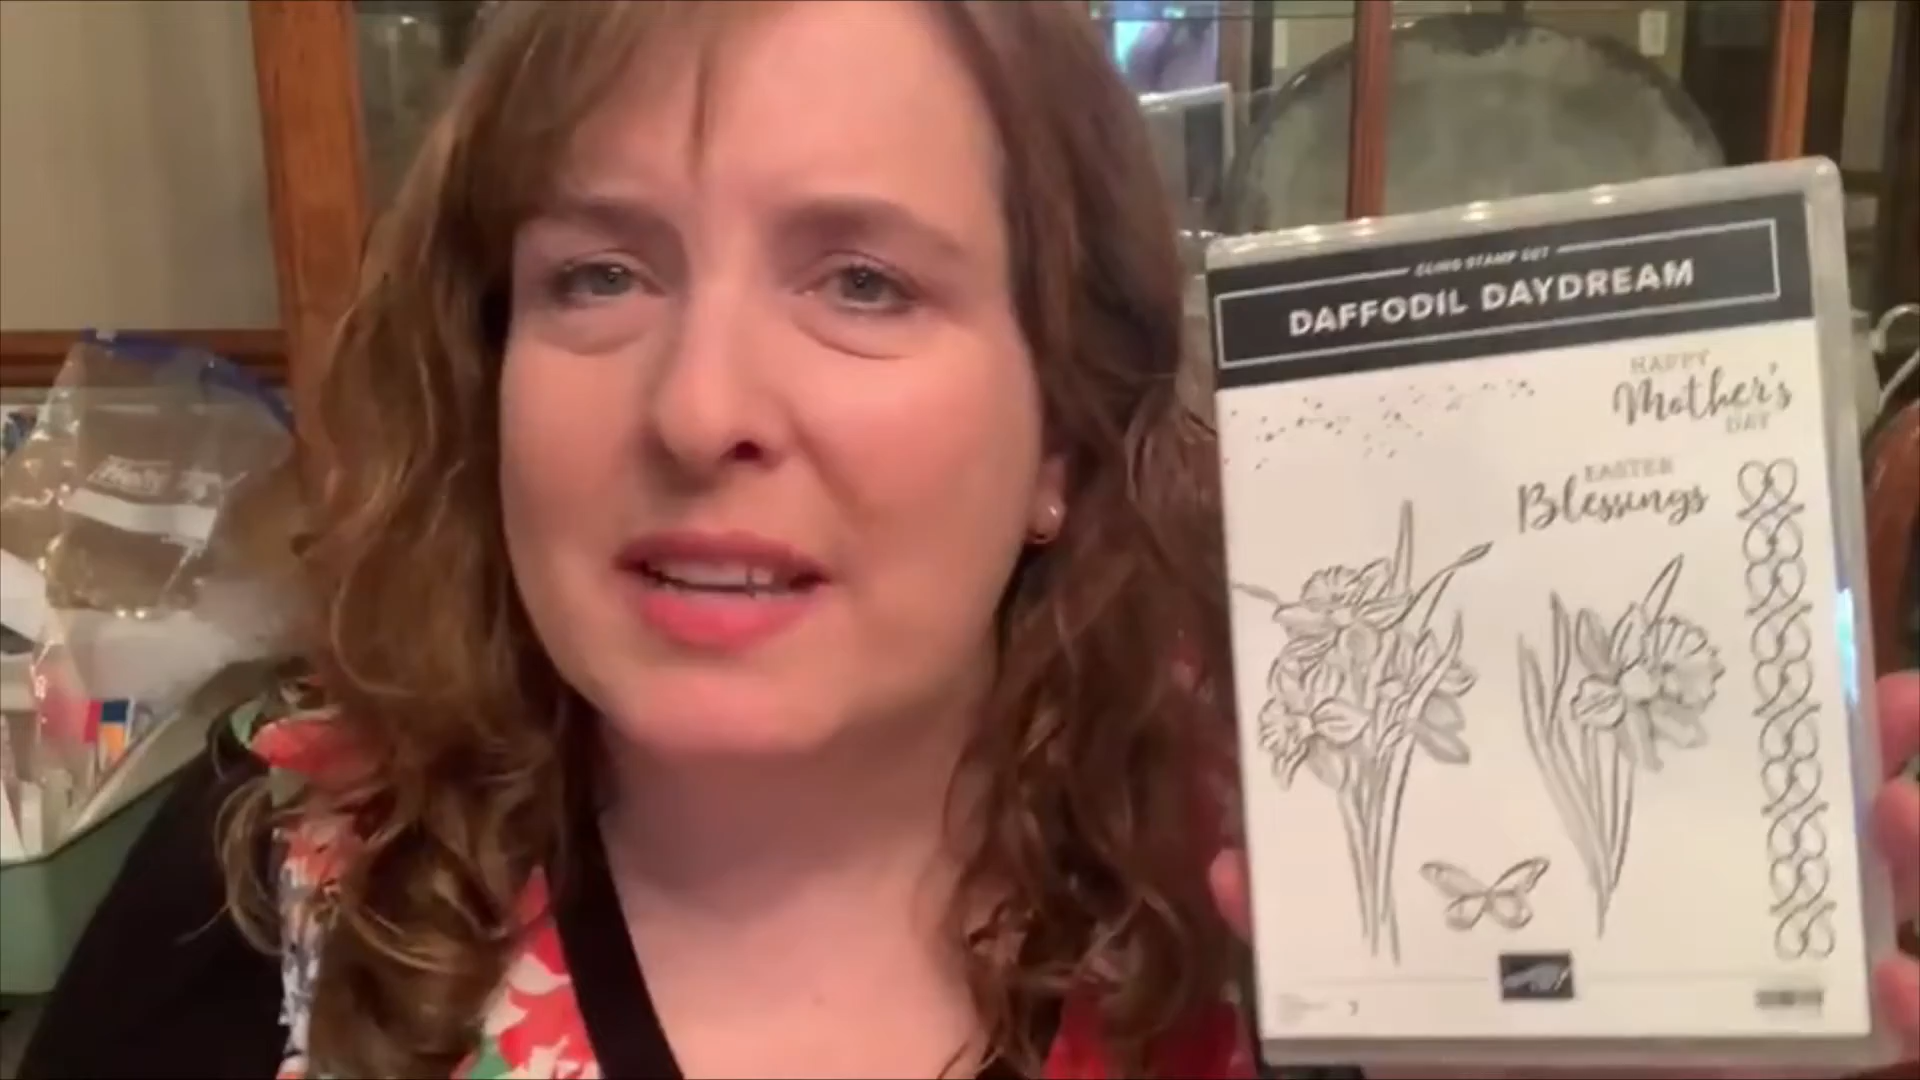 CLING STAMP SET
DAFFODIL DAYDREAM
HAPPY
Mother's
DAY
EASTER
Blessings